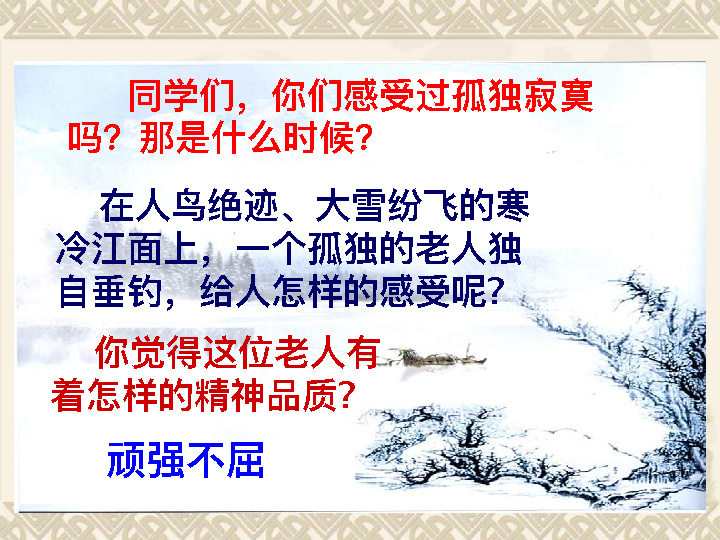 同学们，你们感受过孤独寂寞
吗？那是什么时候？
在人鸟绝迹、大雪纷飞的寒
冷江面上，一个孤独的老人独
自垂钓，给人怎样的感受呢？
你觉得这位老人有
着怎样的精神品质？
顽强不屈